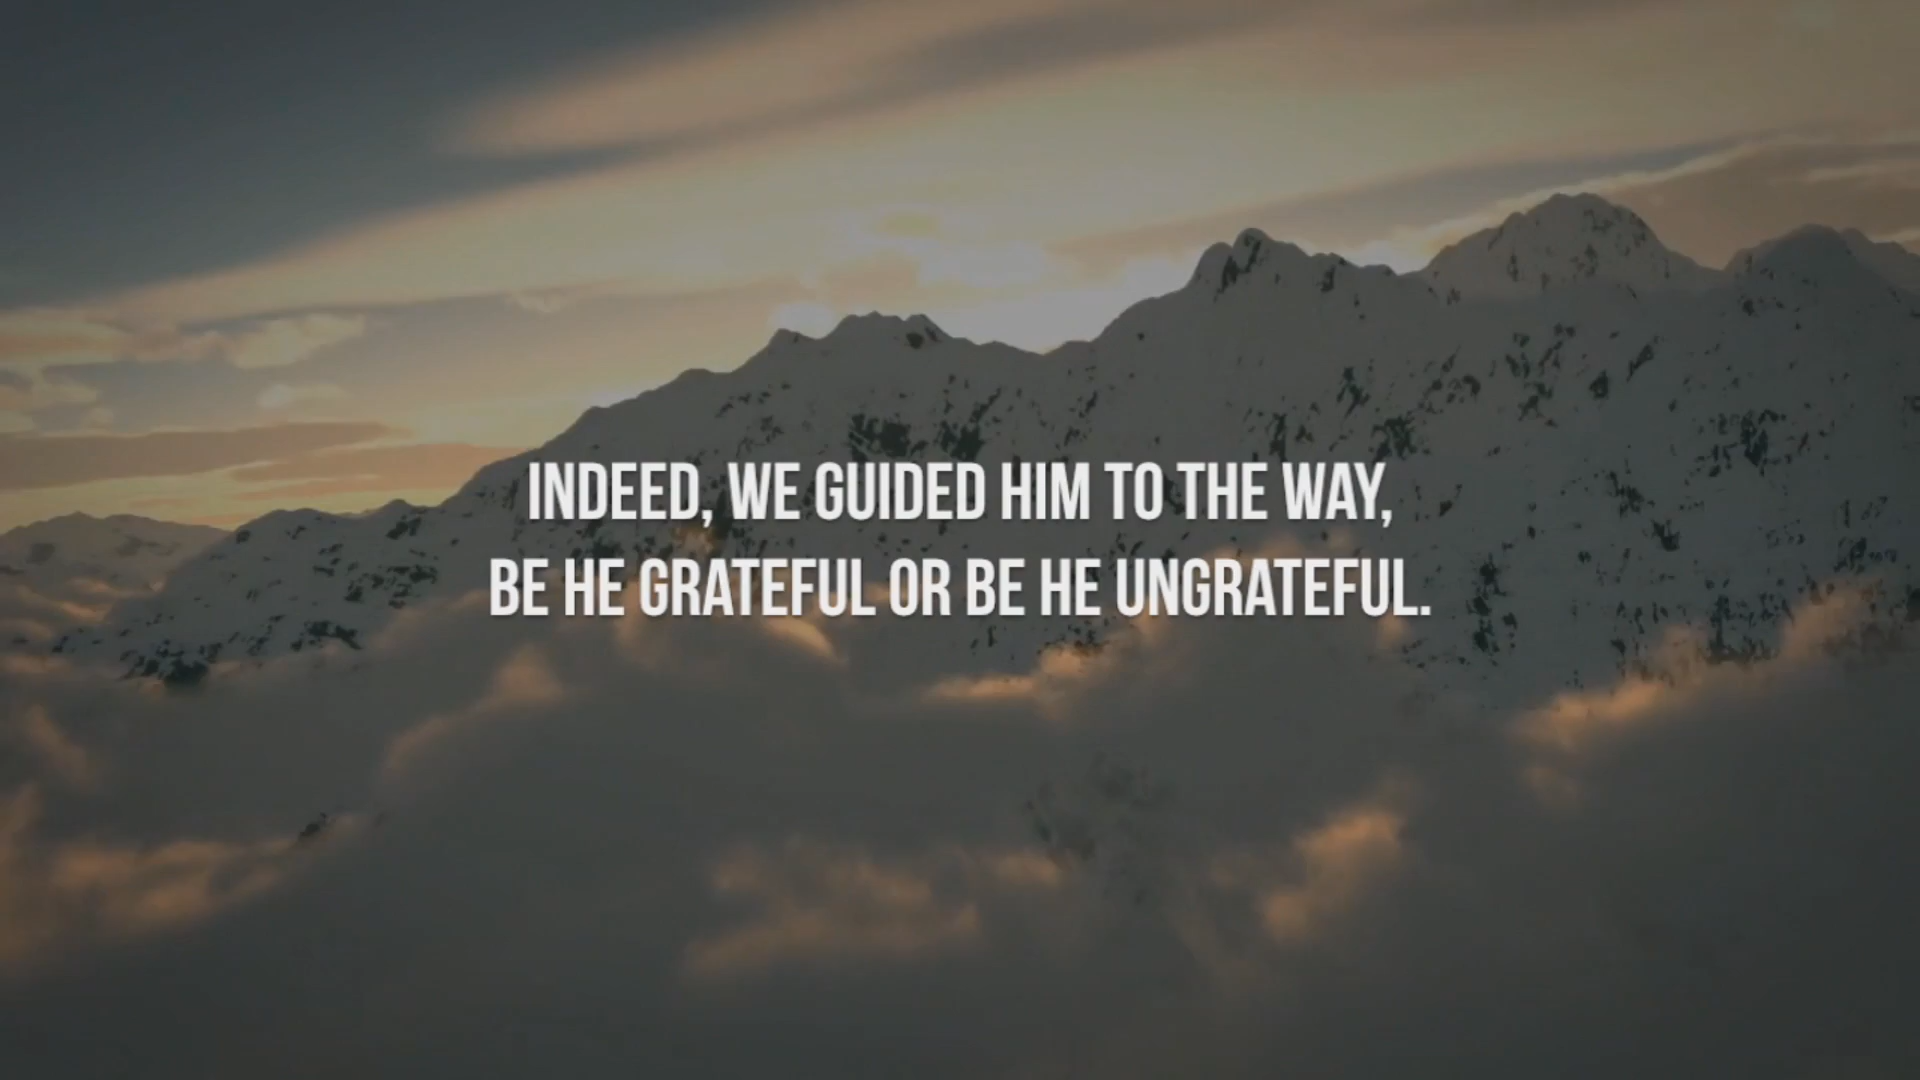 INDEED, WE GUIDED HIM TO THE WAY,
BE HE GRATEFUL OR BE HE UNGRATEFUL.